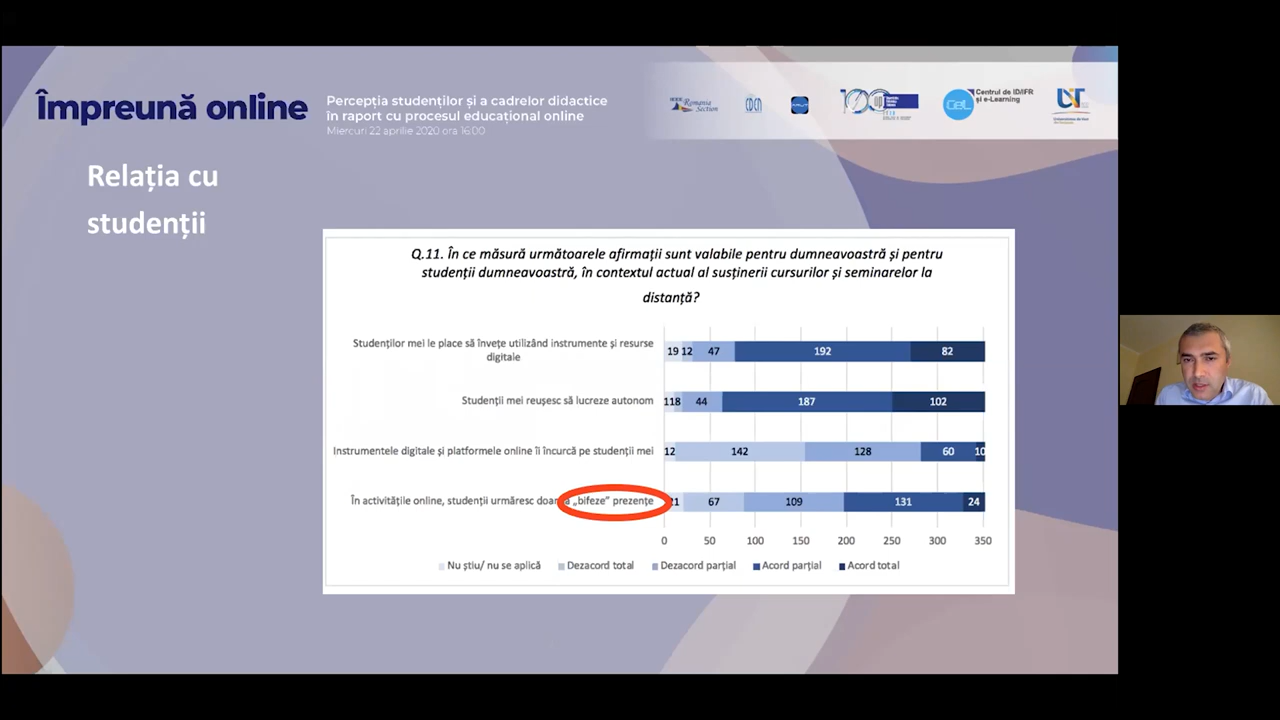 Împreună online
Percepția studenților și a cadrelor didactice
în raport cu procesul educațional online
Miercuri 22 aprilie 2020 ora 16:00
Romania
Section
EDEN
Centrul de ID/IFR
și e-Learning
Relația cu
studenții
Q.11. În ce măsură următoarele afirmații sunt valabile pentru dumneavoastră și pentru
studenții dumneavoastră, în contextul actual al susținerii cursurilor și seminarelor la
distanță?
Studenților mei le place să învețe utilizând instrumente și resurse
digitale
19 12 47 192 82
Studenții mei reușesc să lucreze autonom
118 44 187 102
Instrumentele digitale și platformele online îi încurcă pe studenții mei
12 142 128 60 10
În activitățile online, studenții urmăresc doar „bifeze” prezențe
21 67 109 131 24
0 50 100 150 200 250 300 350
Nu știu/ nu se aplică Dezacord total Dezacord parțial Acord parțial Acord total